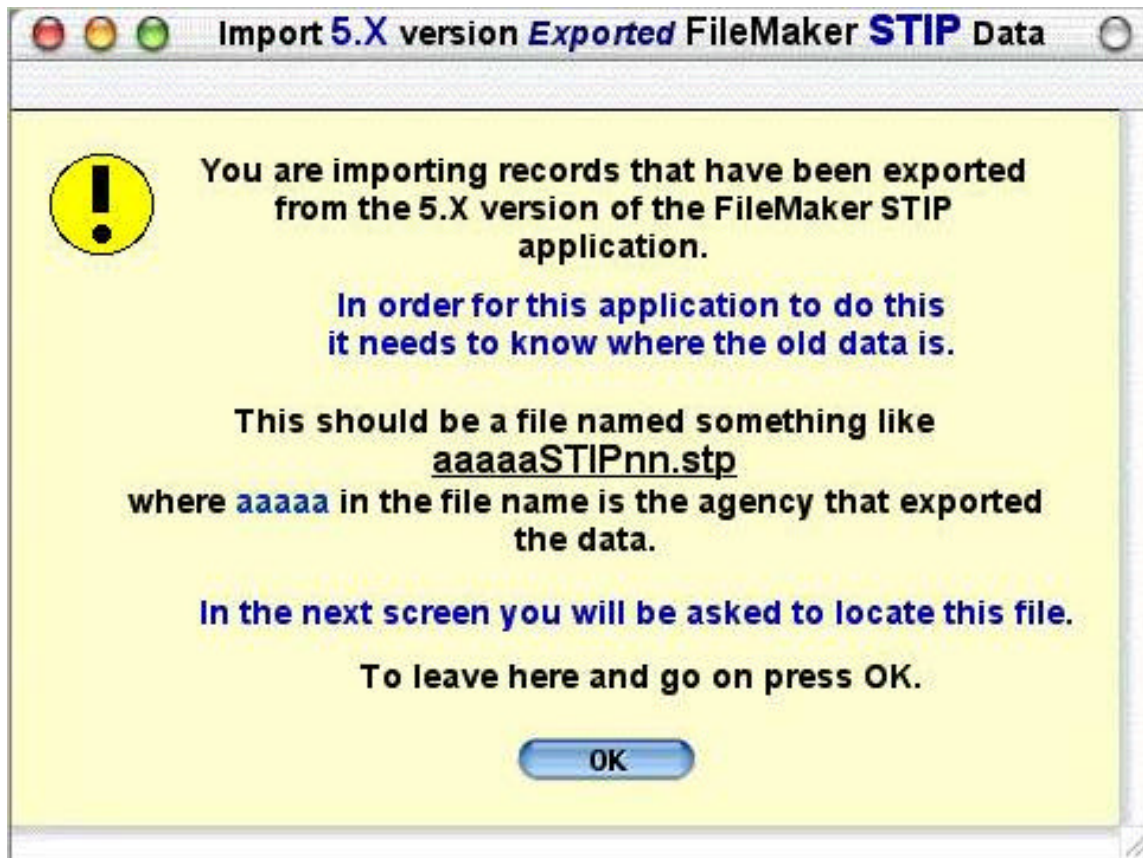 Import 5.X version Exported FileMaker STIP Data
You are importing records that have been exported
from the 5.X version of the FileMaker STIP
application.
In order for this application to do this
it needs to know where the old data is.
This should be a file named something like
aaaaaSTIPnn.stp
where aaaaa in the file name is the agency that exported
the data.
In the next screen you will be asked to locate this file.
To leave here and go on press OK.
OK